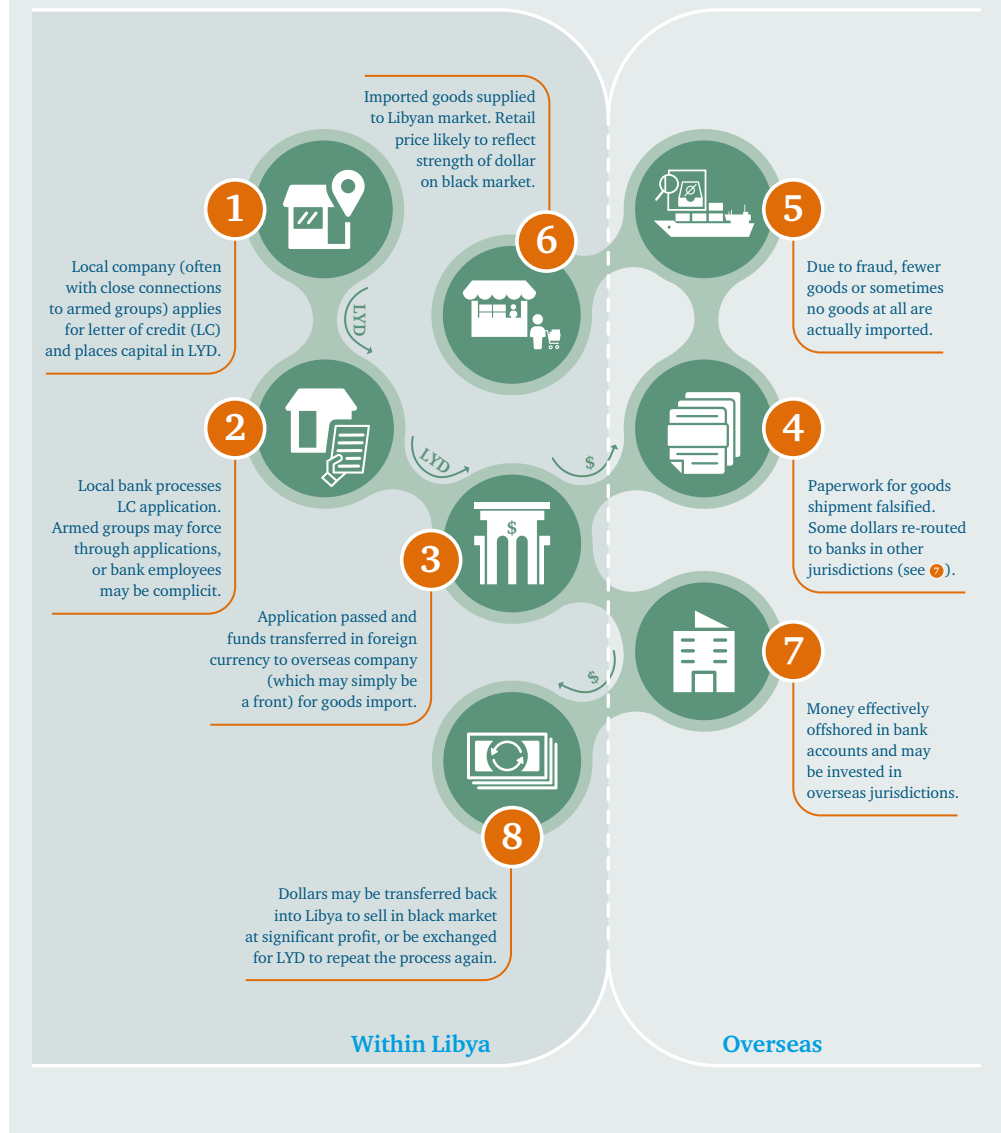 1
Local company (often
with close connections
to armed groups) applies
for letter of credit (LC)
and places capital in LYD.
LYD
2
Local bank processes
LC application.
Armed groups may force
through applications,
or bank employees
may be complicit.
LYD
3
$
Application passed and
funds transferred in foreign
currency to overseas company
(which may simply be
a front) for goods import.
$
4
Paperwork for goods
shipment falsified.
Some dollars re-routed
to banks in other
jurisdictions (see 7).
5
Due to fraud, fewer
goods or sometimes
no goods at all are
actually imported.
Imported goods supplied
to Libyan market. Retail
price likely to reflect
strength of dollar
on black market.
6
7
Money effectively
offshored in bank
accounts and may
be invested in
overseas jurisdictions.
$
8
Dollars may be transferred back
into Libya to sell in black market
at significant profit, or be exchanged
for LYD to repeat the process again.
Within Libya
Overseas